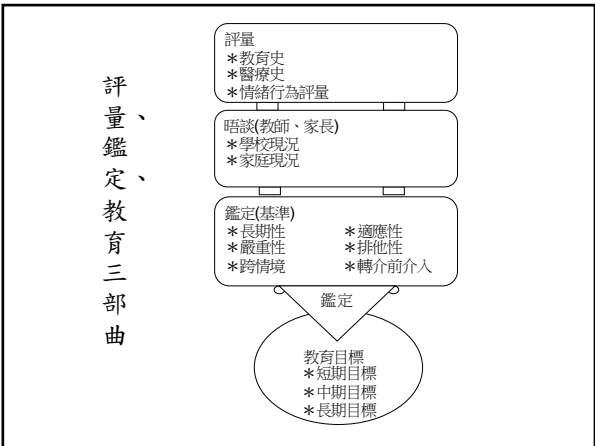 評量、鑑定、教育三部曲
評量
＊教育史
＊醫療史
＊情緒行為評量
晤談(教師、家長)
＊學校現況
＊家庭現況
鑑定(基準)
＊長期性 ＊適應性
＊嚴重性 ＊排他性
＊跨情境 ＊轉介前介入
鑑定
教育目標
＊短期目標
＊中期目標
＊長期目標